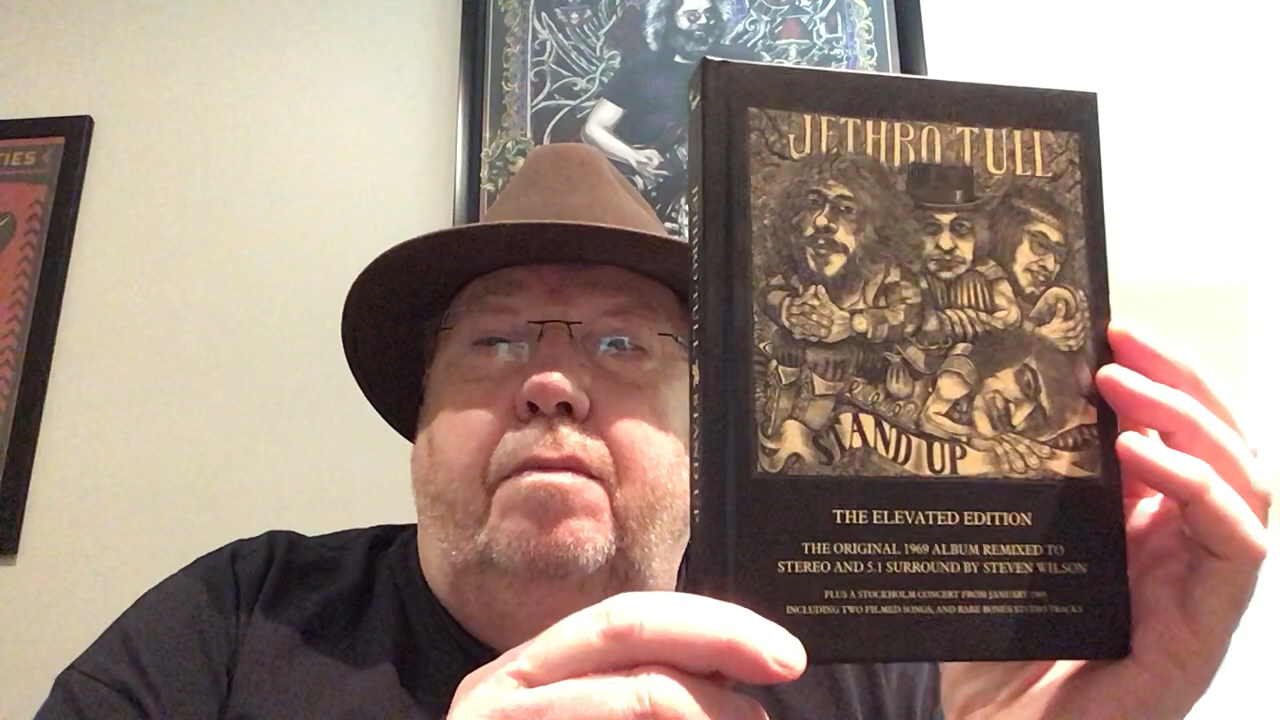 TIES
JETHRO TULL
STAND UP
THE ELEVATED EDITION
THE ORIGINAL 1969 ALBUM REMIXED TO
STEREO AND 5.1 SURROUND BY STEVEN WILSON
PLUS A STOCKHOLM CONCERT FROM JANUARY 1969
INCLUDING TWO FILMED SONGS, AND RARE BONUS STUDIO TRACKS